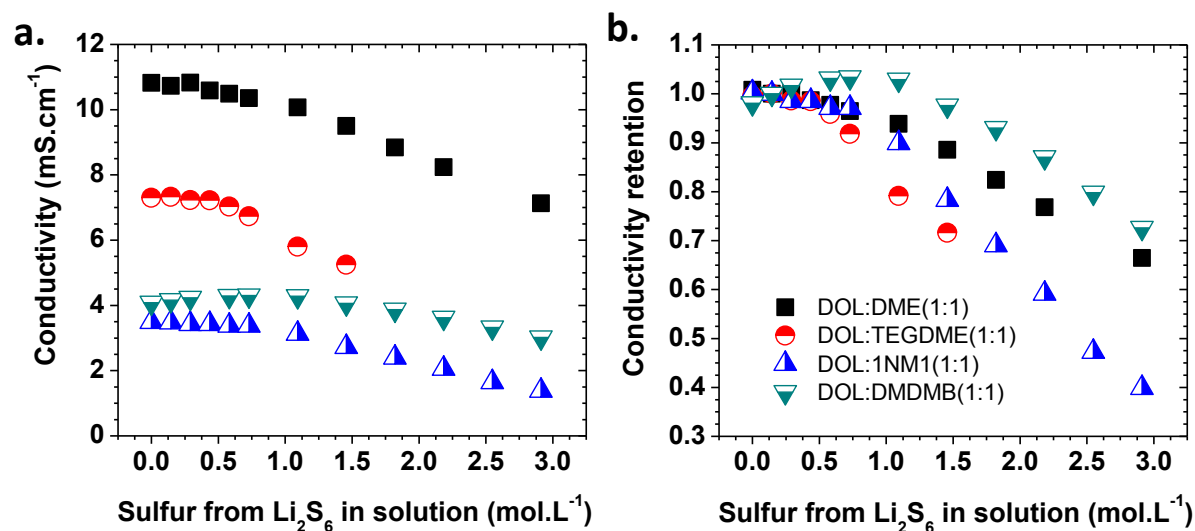 a.
Conductivity (mS.cm⁻¹)
12
10
8
6
4
2
0
0.0 0.5 1.0 1.5 2.0 2.5 3.0
Sulfur from Li₂S₆ in solution (mol.L⁻¹)
b.
Conductivity retention
1.1
1.0
0.9
0.8
0.7
0.6
0.5
0.4
0.3
DOL:DME(1:1)
DOL:TEGDME(1:1)
DOL:1NM1(1:1)
DOL:DMDMB(1:1)
0.0 0.5 1.0 1.5 2.0 2.5 3.0
Sulfur from Li₂S₆ in solution (mol.L⁻¹)